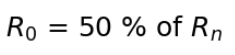 R₀ = 50 % of Rₙ